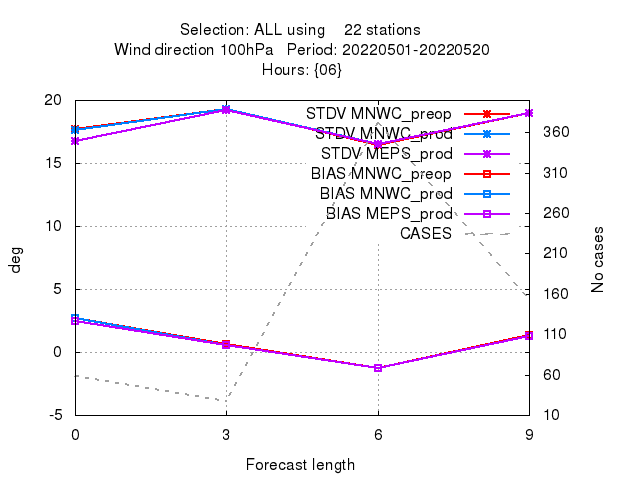 Selection: ALL using    22 stations
Wind direction 100hPa   Period: 20220501-20220520
Hours: {06}
20
15
10
5
0
-5
deg
STDV MNWC_preop
STDV MNWC_prod
STDV MEPS_prod
BIAS MNWC_preop
BIAS MNWC_prod
BIAS MEPS_prod
CASES
360
310
260
210
160
110
60
10
No cases
0 3 6 9
Forecast length